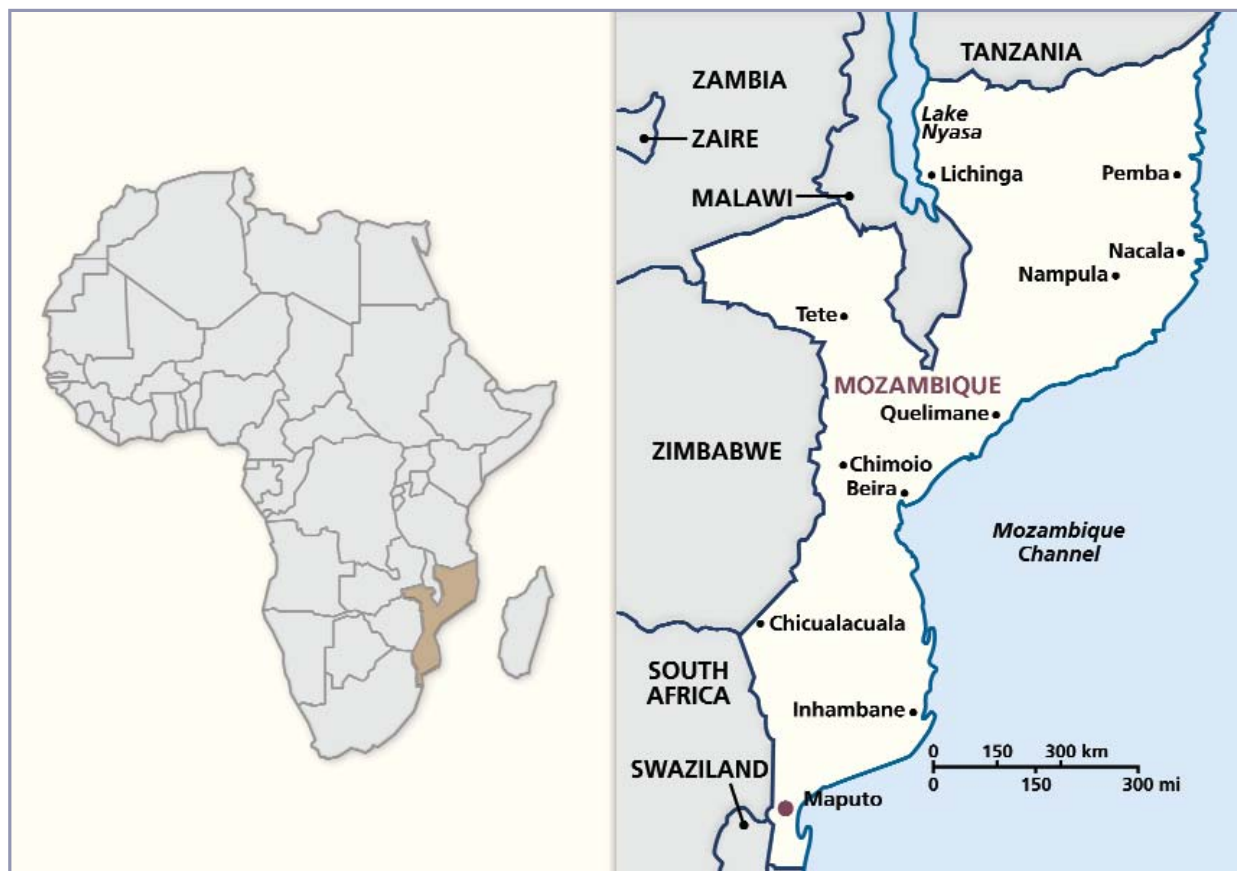 TANZANIA
ZAMBIA
Lake
Nyasa
ZAIRE
Lichinga
Pemba
MALAWI
Nacala
Nampula
Tete
MOZAMBIQUE
Quelimane
ZIMBABWE
Chimoio
Beira
Mozambique
Channel
Chicualacuala
SOUTH
AFRICA
Inhambane
0 150 300 km
SWAZILAND
0 150 300 mi
Maputo